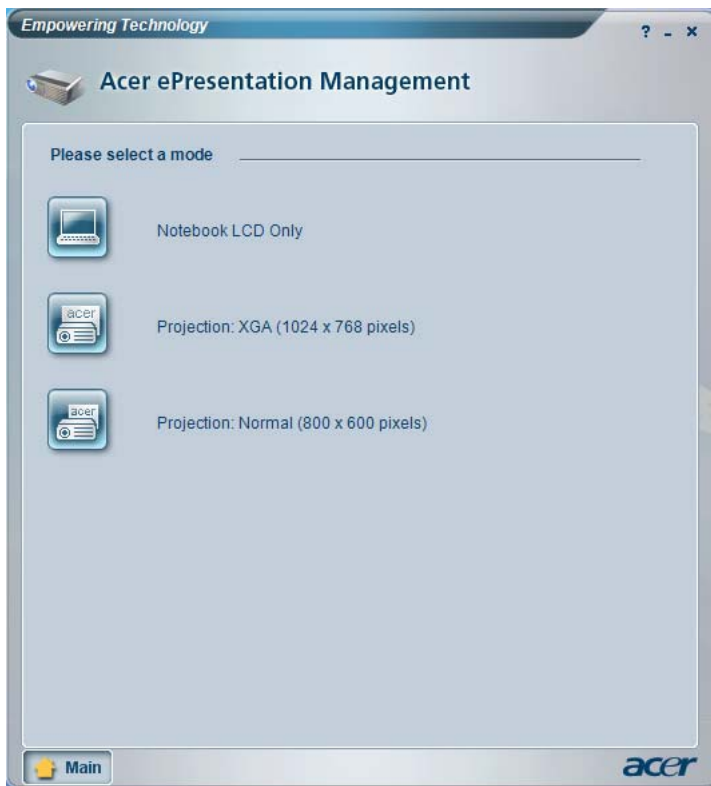 Empowering Technology
? - x
Acer ePresentation Management
Please select a mode
Notebook LCD Only
acer
Projection: XGA (1024 x 768 pixels)
acer
Projection: Normal (800 x 600 pixels)
Main
acer